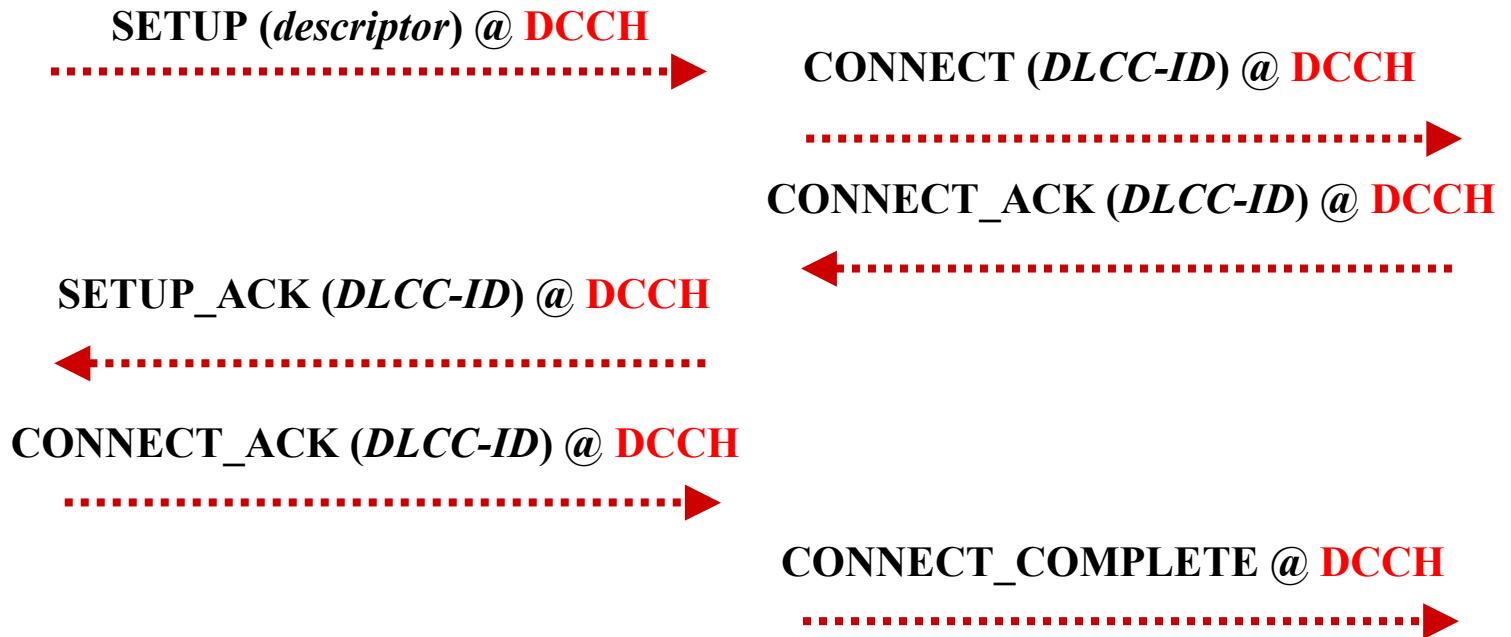 SETUP (descriptor) @ DCCH
CONNECT (DLCC-ID) @ DCCH
CONNECT_ACK (DLCC-ID) @ DCCH
SETUP_ACK (DLCC-ID) @ DCCH
CONNECT_ACK (DLCC-ID) @ DCCH
CONNECT_COMPLETE @ DCCH